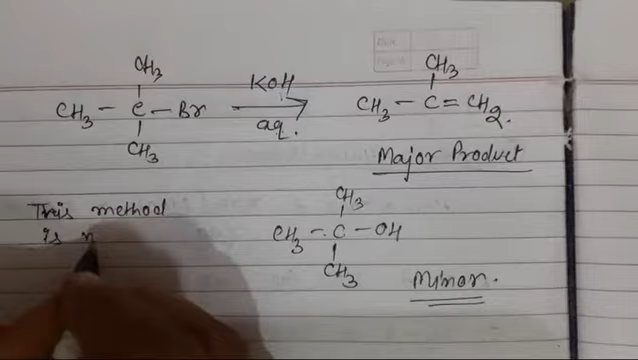 CH3
CH3 - C - Br
CH3
KOH
aq.
CH3
CH3 - C = CH2.
Major Product
This method
is n
CH3
CH3 - C - OH
CH3
Minor.